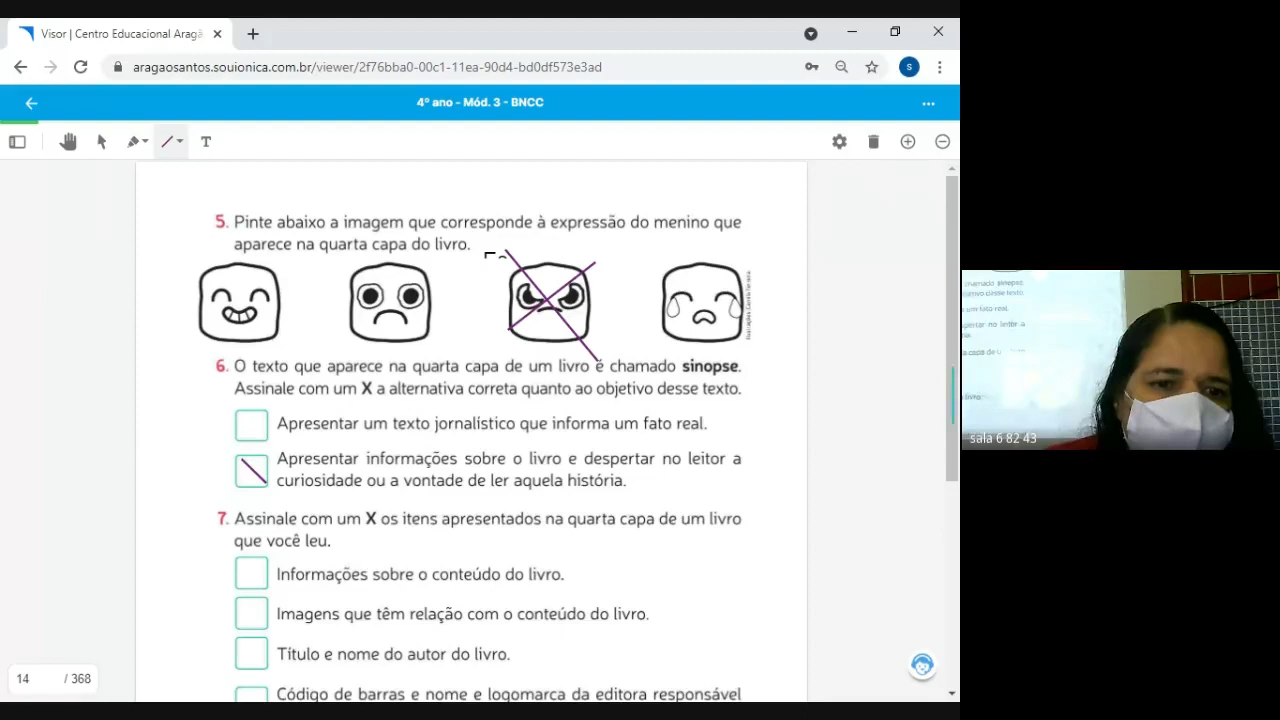 Visor | Centro Educacional Aragã
aragaosantos.souionica.com.br/viewer/2f76bba0-00c1-11ea-90d4-bd0df573e3ad
s
4º ano - Mód. 3 - BNCC
T
5. Pinte abaixo a imagem que corresponde à expressão do menino que
aparece na quarta capa do livro.
6. O texto que aparece na quarta capa de um livro é chamado sinopse.
Assinale com um X a alternativa correta quanto ao objetivo desse texto.
Apresentar um texto jornalístico que informa um fato real.
Apresentar informações sobre o livro e despertar no leitor a
curiosidade ou a vontade de ler aquela história.
7. Assinale com um X os itens apresentados na quarta capa de um livro
que você leu.
Informações sobre o conteúdo do livro.
Imagens que têm relação com o conteúdo do livro.
Título e nome do autor do livro.
Código de barras e nome e logomarca da editora responsável
14 / 368
chamado sinopse.
um fato real.
sala 6 82 43